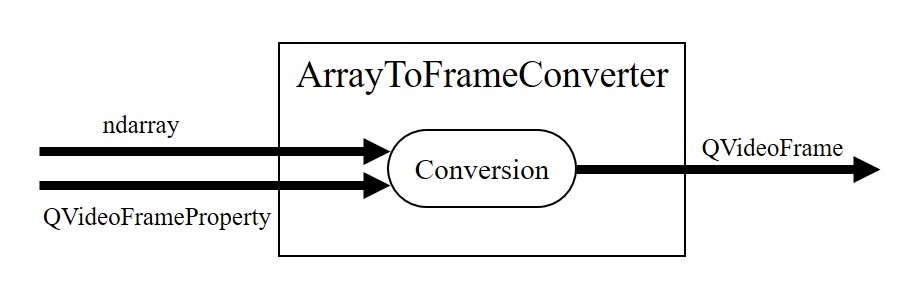 ArrayToFrameConverter
ndarray
QVideoFrame
Conversion
QVideoFrameProperty